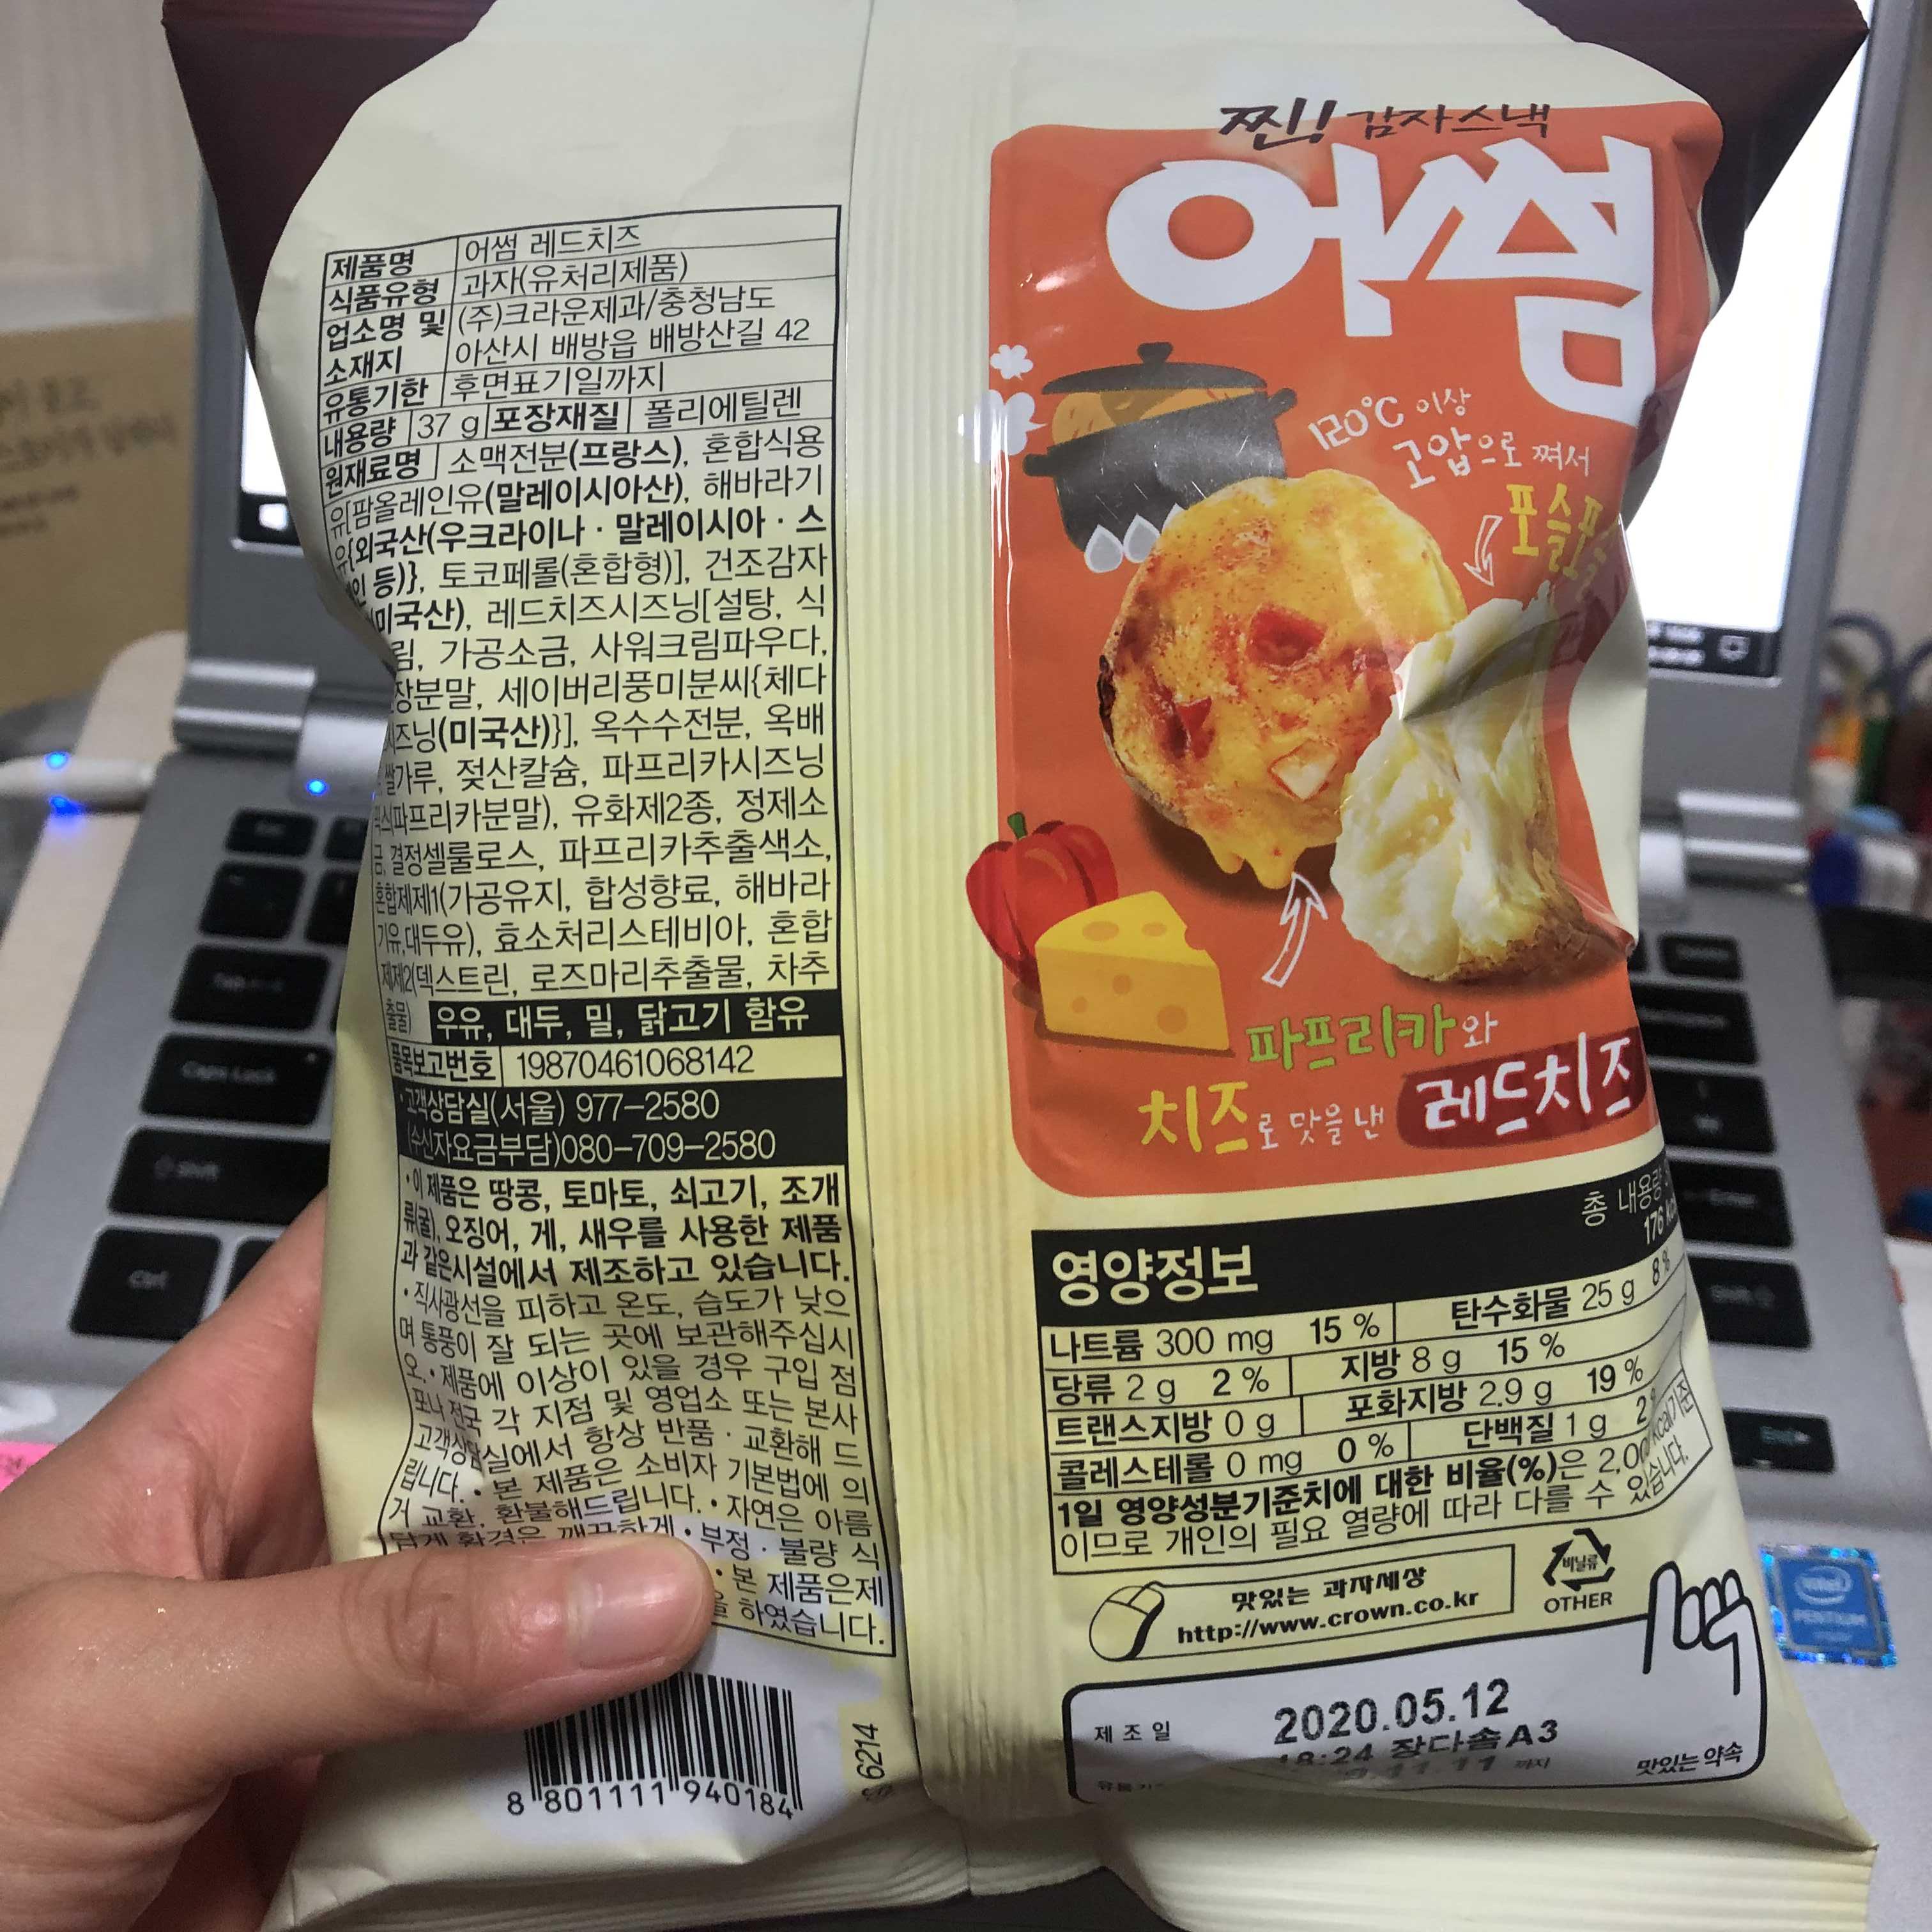 제품명 어썸 레드치즈
식품유형 과자(유처리제품)
업소명 및 소재지 (주)크라운제과/충청남도
아산시 배방읍 배방산길 42
유통기한 후면표기일까지
내용량 37 g 포장재질 폴리에틸렌
원재료명 소맥전분(프랑스), 혼합식용
유[팜올레인유(말레이시아산), 해바라기
유{외국산(우크라이나 · 말레이시아 · 스
등)}, 토코페롤(혼합형)], 건조감자
(미국산), 레드치즈시즈닝[설탕, 식
림, 가공소금, 사워크림파우다,
장분말, 세이버리풍미분씨{체다
즈닝(미국산)}], 옥수수전분, 옥배
쌀가루, 젖산칼슘, 파프리카시즈닝
파프리카분말), 유화제2종, 정제소
금, 결정셀룰로스, 파프리카추출색소,
혼합제제1(가공유지, 합성향료, 해바라
기유, 대두유), 효소처리스테비아, 혼합
제제2(덱스트린, 로즈마리추출물, 차추
출물) 우유, 대두, 밀, 닭고기 함유
품목보고번호 19870461068142
·고객상담실(서울) 977-2580
(수신자요금부담)080-709-2580
·이 제품은 땅콩, 토마토, 쇠고기, 조개
류(굴), 오징어, 게, 새우를 사용한 제품
과 같은시설에서 제조하고 있습니다.
·직사광선을 피하고 온도, 습도가 낮으
며 통풍이 잘 되는 곳에 보관해주십시
오.·제품에 이상이 있을 경우 구입 점
포나 전국 각 지점 및 영업소 또는 본사
고객상담실에서 항상 반품 · 교환해 드
립니다.·본 제품은 소비자 기본법에 의
거 교환, 환불해드립니다.·자연은 아름
답게 환경은 깨끗하게·부정·불량 식
·본 제품은제
하였습니다.
8 801111 940184
6214
찐! 감자스낵
어썸
120℃ 이상
고압으로 쪄서
포슬
파프리카와
치즈로 맛을 낸 레드치즈
영양정보
총 내용량
176
나트륨 300 mg 15 % 탄수화물 25 g 8 %
당류 2 g 2 % 지방 8 g 15 %
트랜스지방 0 g 포화지방 2.9 g 19 %
콜레스테롤 0 mg 0 % 단백질 1 g 2
1일 영양성분기준치에 대한 비율(%)은 2,000kcal기준
이므로 개인의 필요 열량에 따라 다를 수 있습니다.
맛있는 과자세상
http://www.crown.co.kr
비닐류
OTHER
제조일 2020.05.12
18:24 장다솜A3
11.11 까지
맛있는 약속
Caps Lock
Shift
Ctrl
intel
PENTIUM